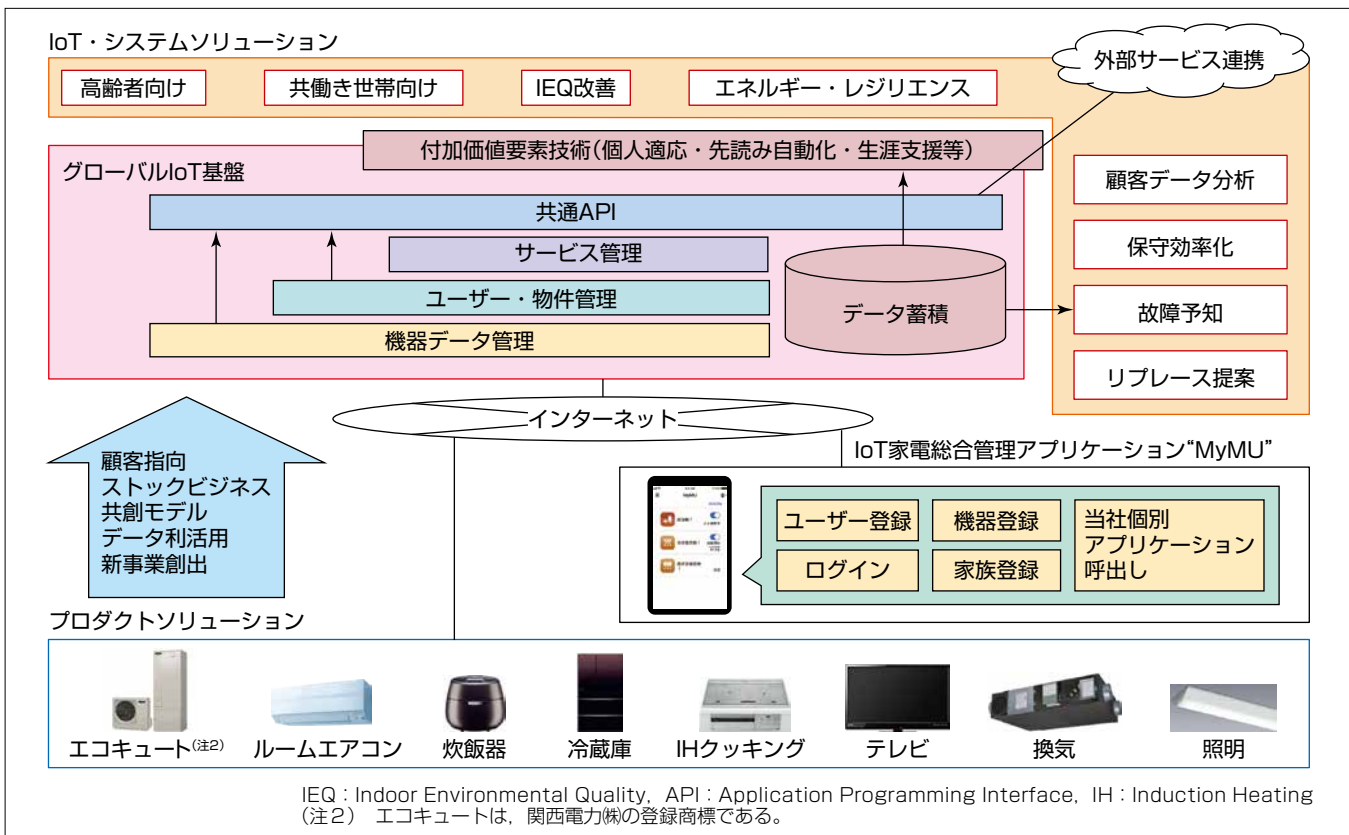 IoT・システムソリューション
外部サービス連携
高齢者向け
共働き世帯向け
IEQ改善
エネルギー・レジリエンス
付加価値要素技術(個人適応・先読み自動化・生涯支援等)
グローバルIoT基盤
共通API
サービス管理
ユーザー・物件管理
機器データ管理
データ蓄積
顧客データ分析
保守効率化
故障予知
リプレース提案
インターネット
顧客指向
ストックビジネス
共創モデル
データ利活用
新事業創出
IoT家電総合管理アプリケーション“MyMU”
MyMU
ユーザー登録
機器登録
当社個別
アプリケーション
呼出し
ログイン
家族登録
プロダクトソリューション
エコキュート(注2)
ルームエアコン
炊飯器
冷蔵庫
IHクッキング
テレビ
換気
照明
IEQ：Indoor Environmental Quality，API：Application Programming Interface，IH：Induction Heating
(注2)　エコキュートは，関西電力㈱の登録商標である。